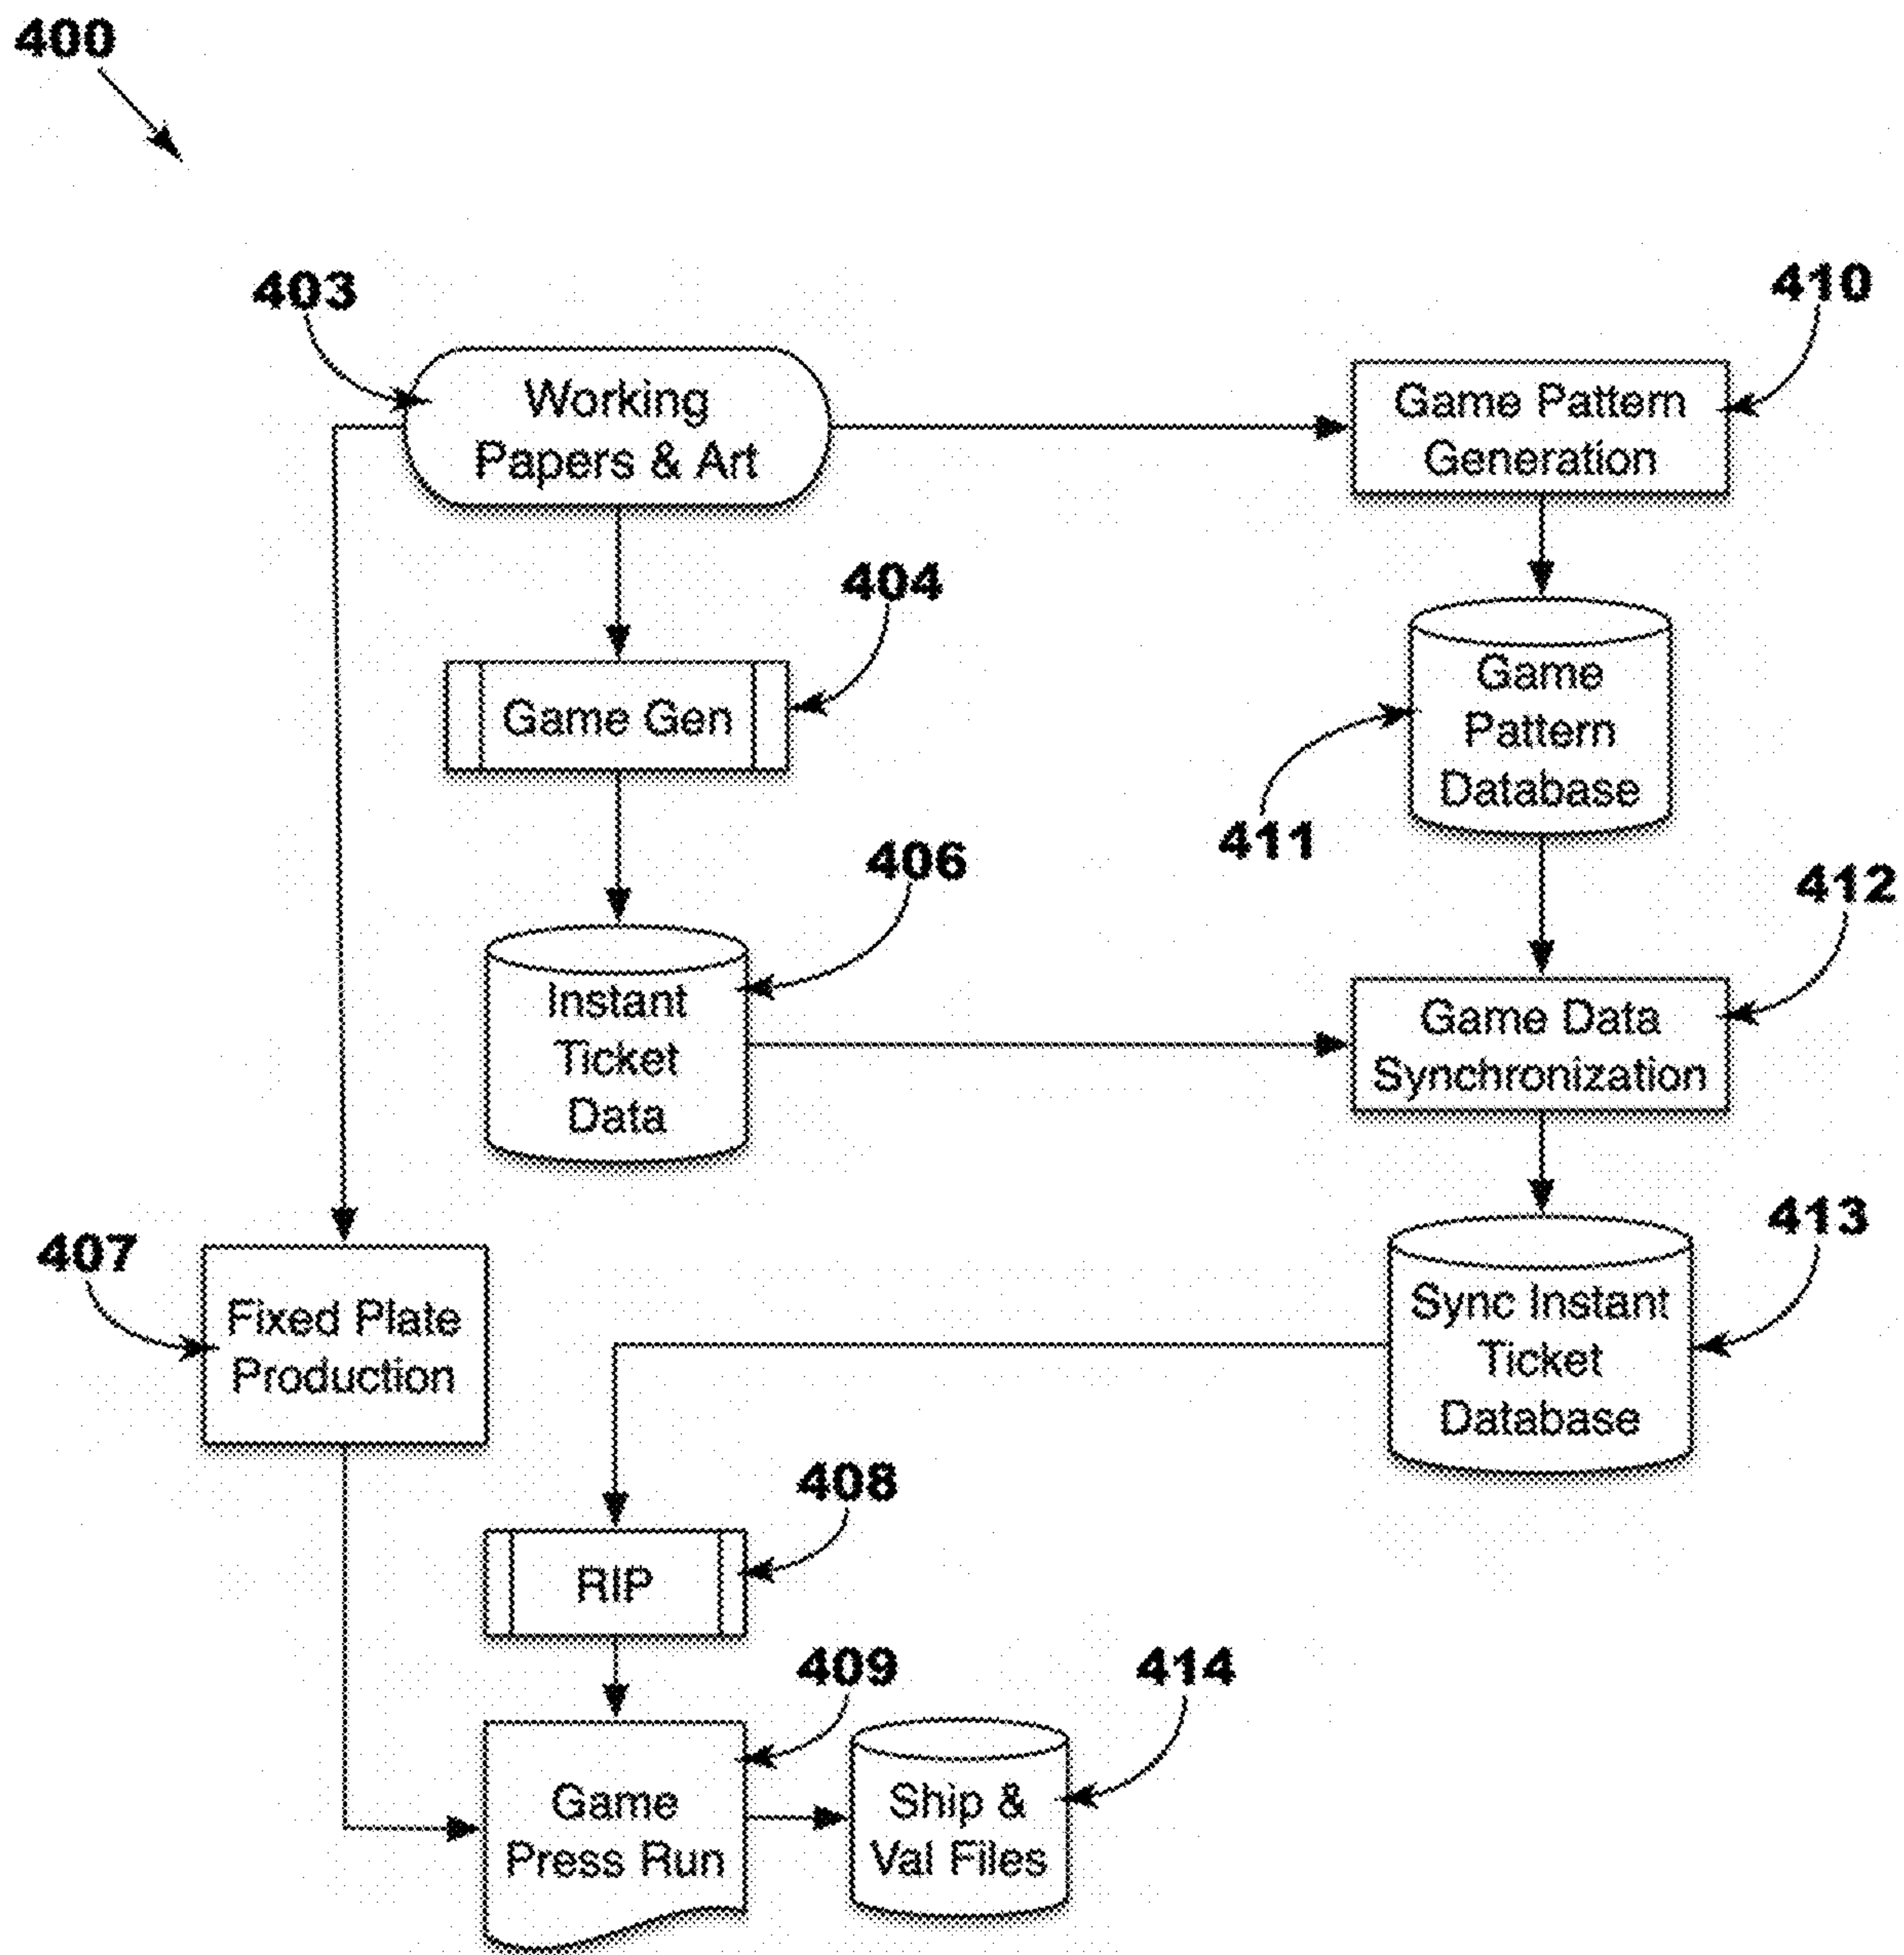 400
403
410
Working
Papers & Art
Game Pattern
Generation
404
Game Gen
Game
Pattern
Database
411
406
412
Instant
Ticket
Data
Game Data
Synchronization
407
413
Fixed Plate
Production
Sync Instant
Ticket
Database
408
RIP
409
414
Game
Press Run
Ship &
Val Files